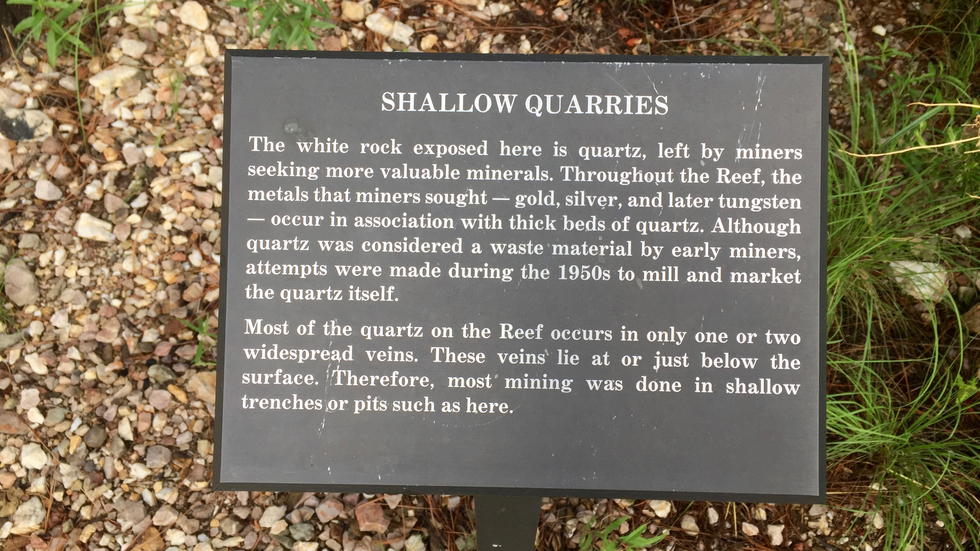 SHALLOW QUARRIES
The white rock exposed here is quartz, left by miners
seeking more valuable minerals. Throughout the Reef, the
metals that miners sought — gold, silver, and later tungsten
— occur in association with thick beds of quartz. Although
quartz was considered a waste material by early miners,
attempts were made during the 1950s to mill and market
the quartz itself.
Most of the quartz on the Reef occurs in only one or two
widespread veins. These veins lie at or just below the
surface. Therefore, most mining was done in shallow
trenches or pits such as here.